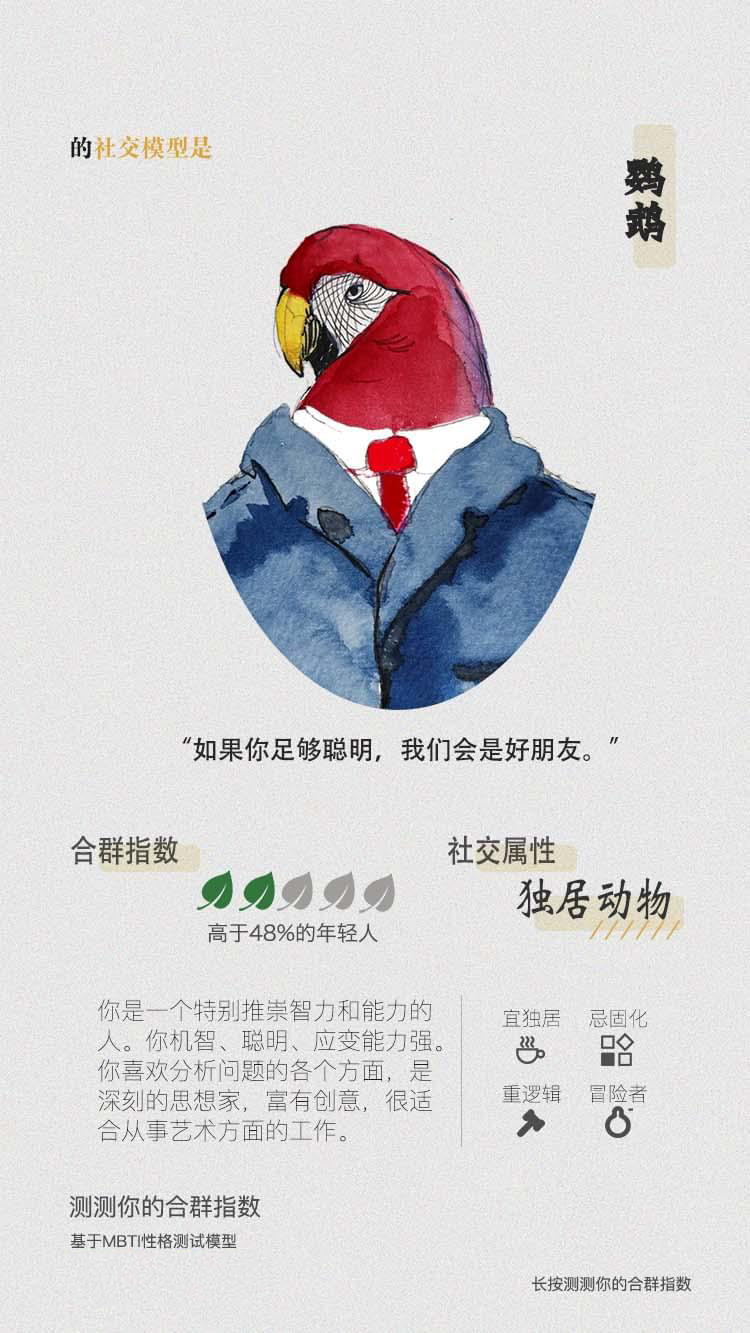 的社交模型是
鹦鹉
“如果你足够聪明，我们会是好朋友。”
合群指数
高于48%的年轻人
社交属性
独居动物
你是一个特别推崇智力和能力的
人。你机智、聪明、应变能力强。
你喜欢分析问题的各个方面，是
深刻的思想家，富有创意，很适
合从事艺术方面的工作。
宜独居 忌固化
重逻辑 冒险者
测测你的合群指数
基于MBTI性格测试模型
长按测测你的合群指数